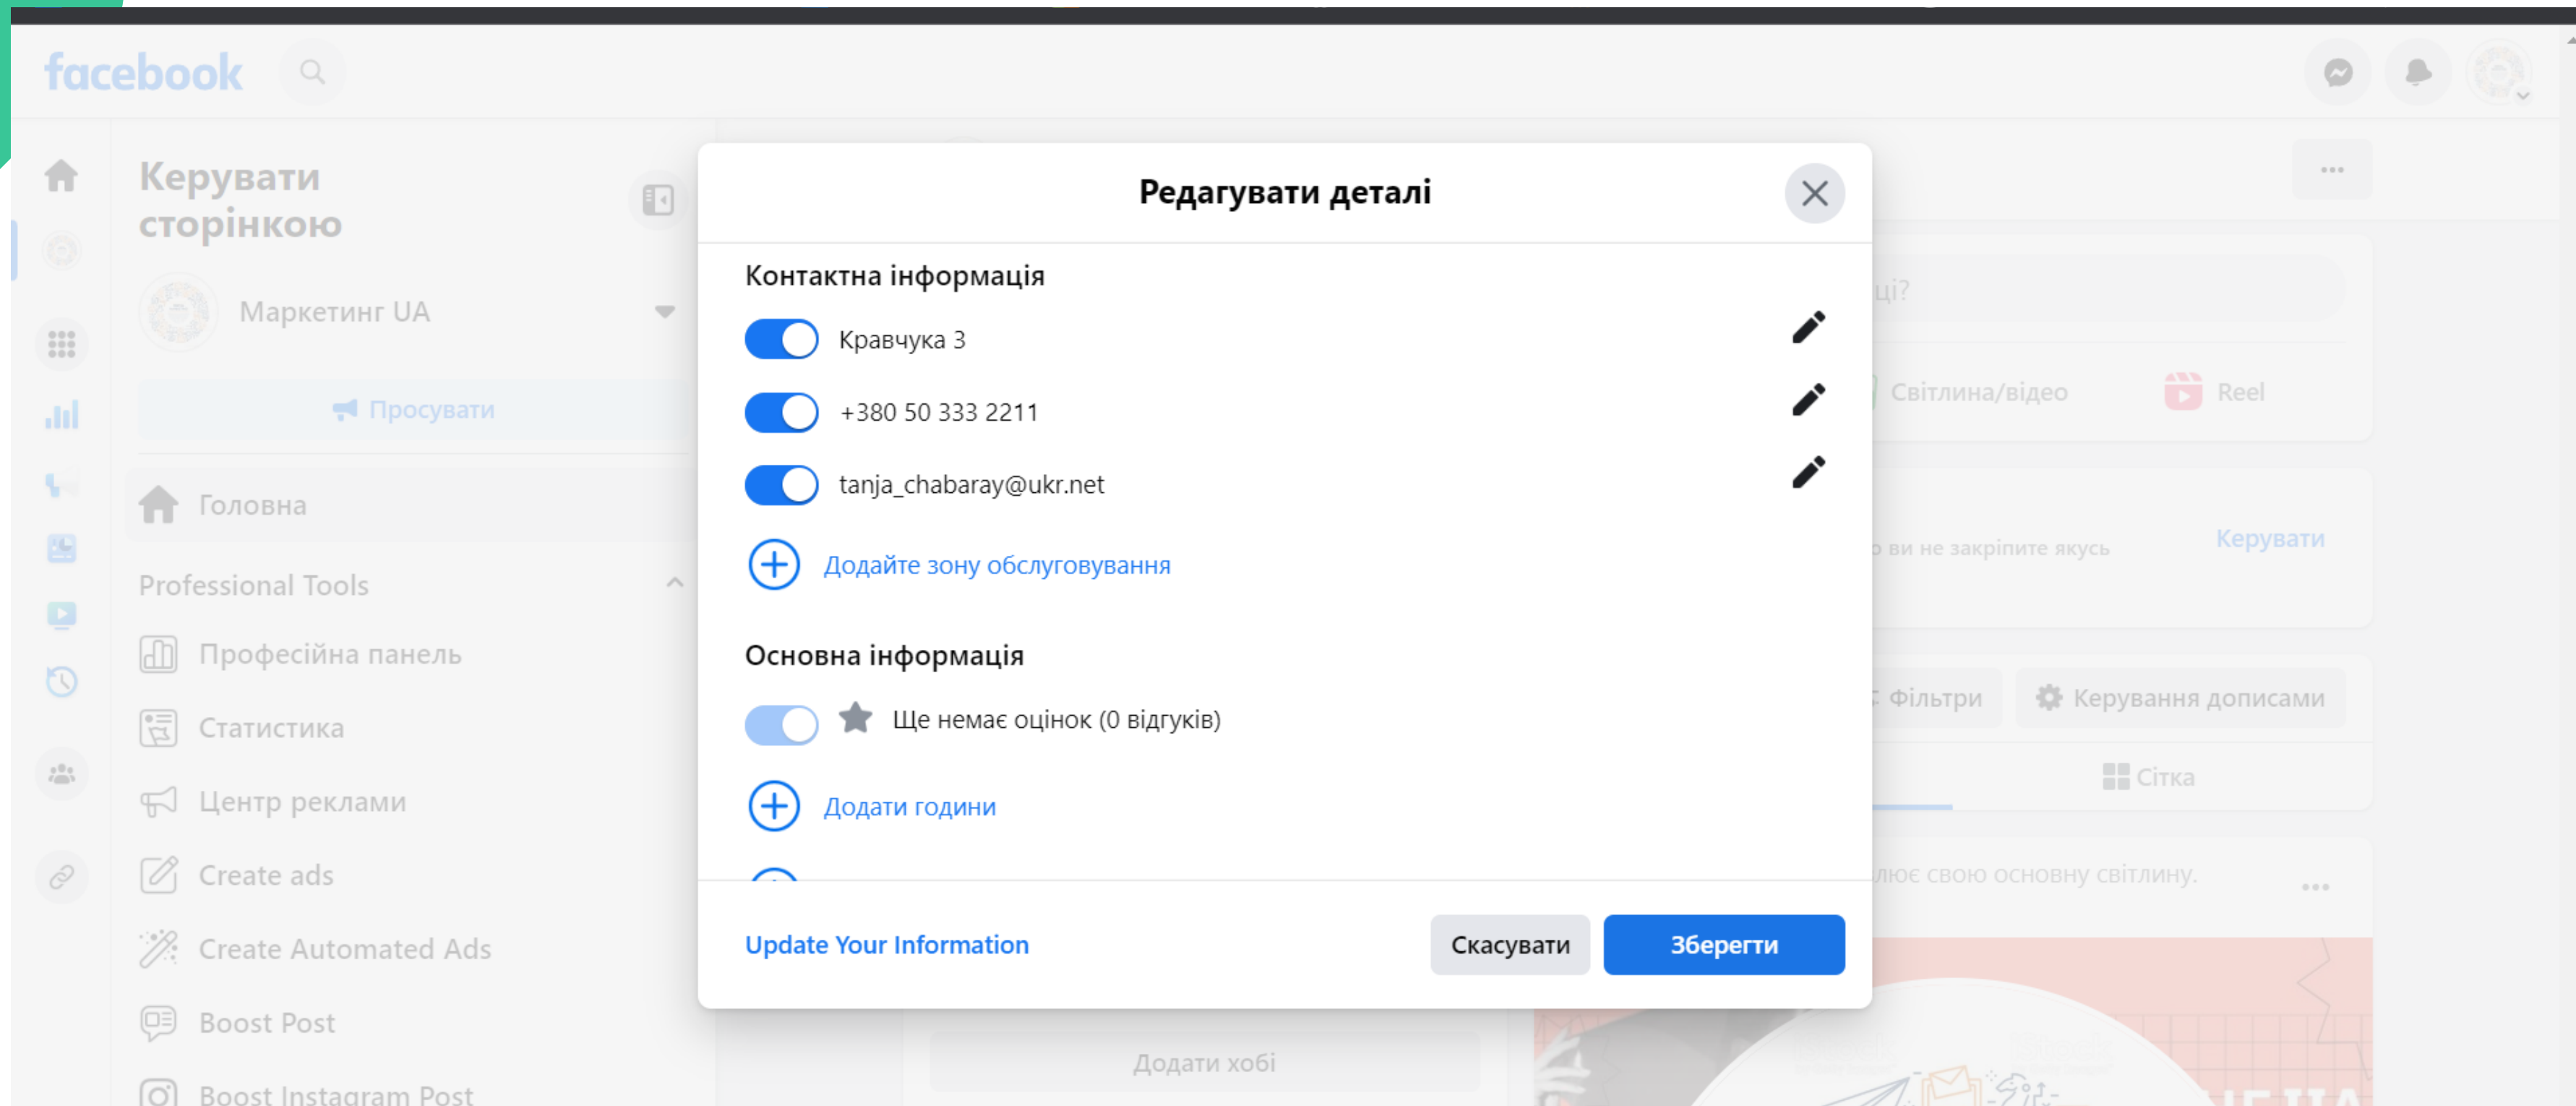 facebook
Керувати
сторінкою
Маркетинг UA
Просувати
Головна
Professional Tools
Професійна панель
Статистика
Центр реклами
Create ads
Create Automated Ads
Boost Post
Boost Instagram Post
Редагувати деталі
Контактна інформація
Кравчука 3
+380 50 333 2211
tanja_chabaray@ukr.net
Додайте зону обслуговування
Основна інформація
Ще немає оцінок (0 відгуків)
Додати години
Update Your Information
Скасувати
Зберегти
Додати хобі
ці?
Світлина/відео
Reel
ви не закріпите якусь
Керувати
Фільтри
Керування дописами
Сітка
свою основну світлину.